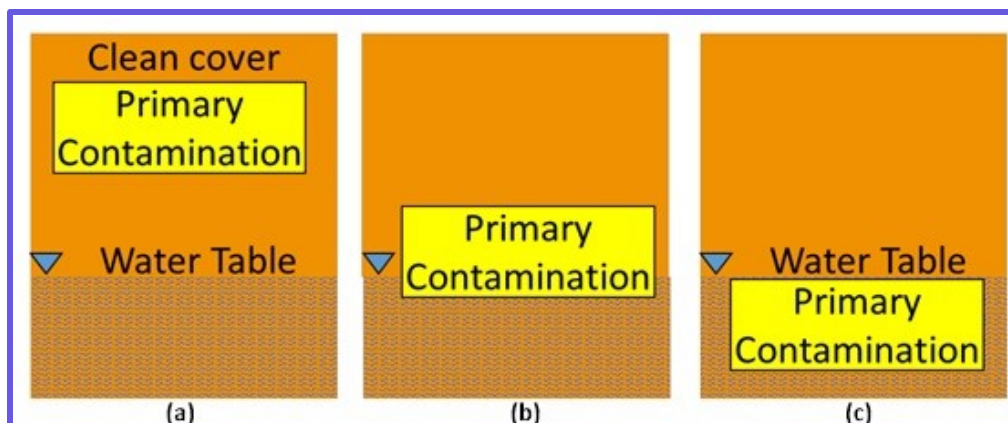 Clean cover
Primary
Contamination
Water Table
(a)
Primary
Contamination
(b)
Water Table
Primary
Contamination
(c)